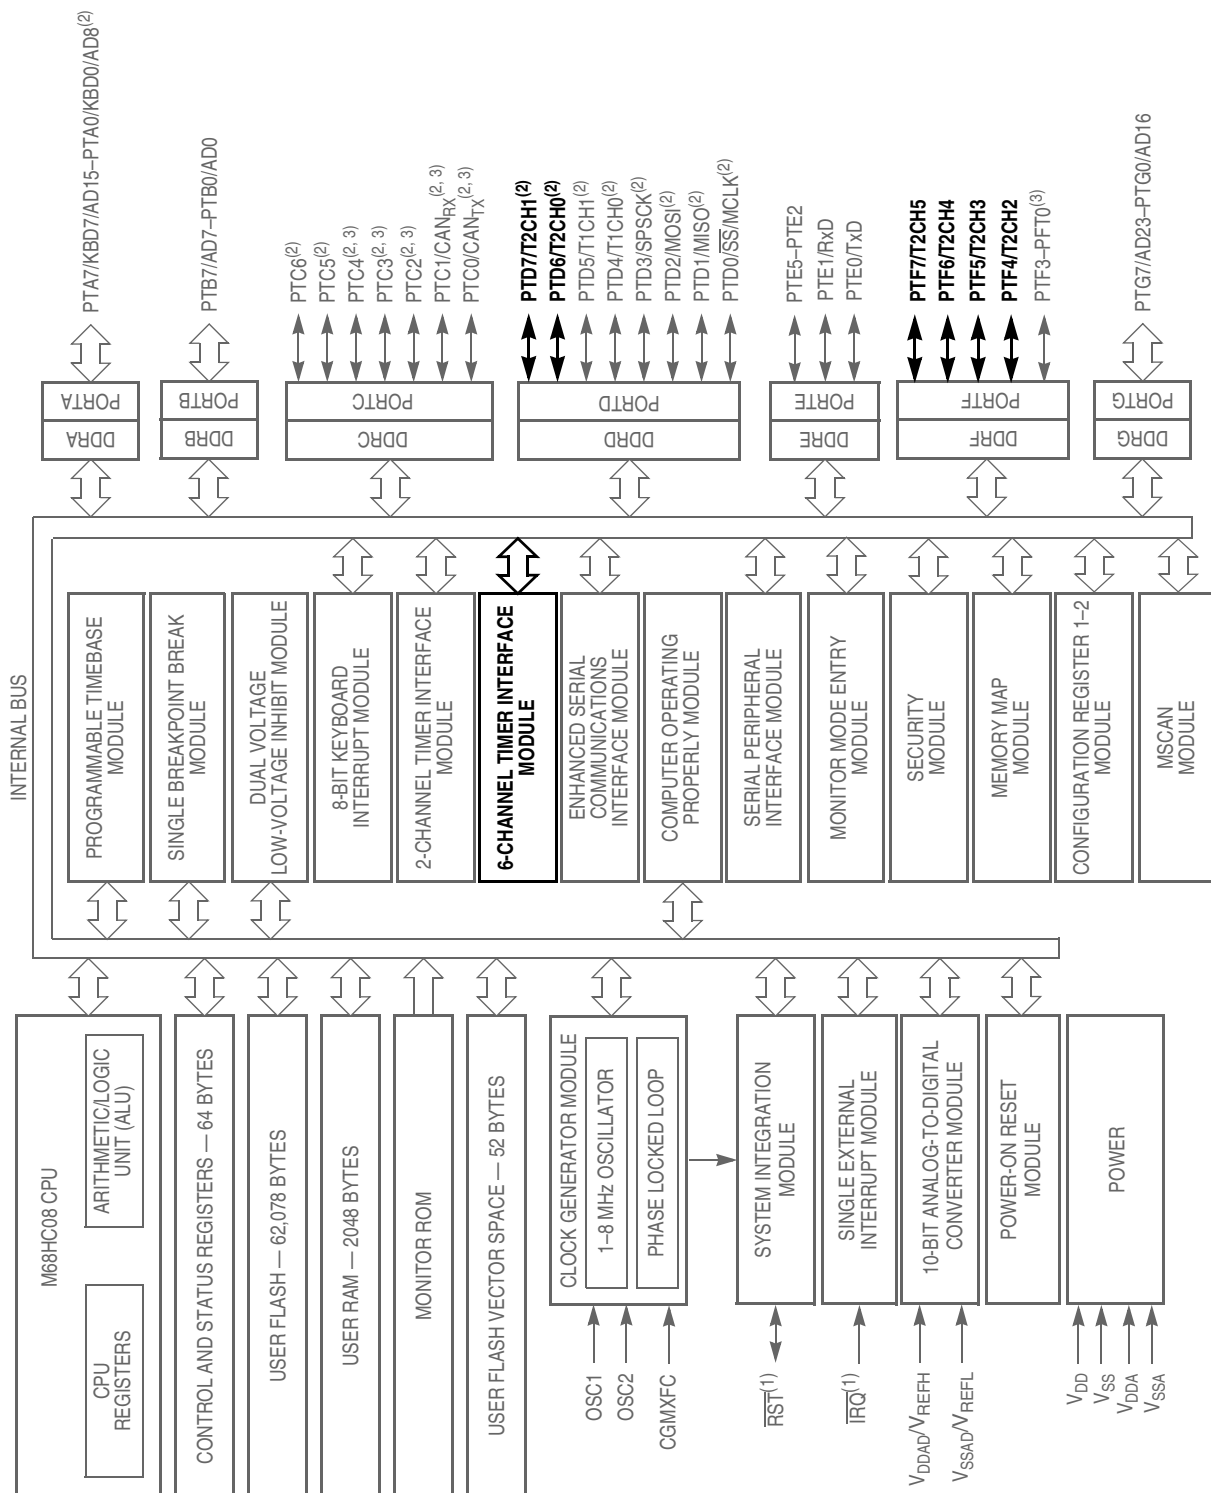 INTERNAL BUS
M68HC08 CPU
CPU
REGISTERS
ARITHMETIC/LOGIC
UNIT (ALU)
CONTROL AND STATUS REGISTERS — 64 BYTES
USER FLASH — 62,078 BYTES
USER RAM — 2048 BYTES
MONITOR ROM
USER FLASH VECTOR SPACE — 52 BYTES
CLOCK GENERATOR MODULE
1–8 MHz OSCILLATOR
PHASE LOCKED LOOP
OSC1
OSC2
CGMXFC
SYSTEM INTEGRATION
MODULE
RST(1)
SINGLE EXTERNAL
INTERRUPT MODULE
IRQ(1)
10-BIT ANALOG-TO-DIGITAL
CONVERTER MODULE
VDDAD/VREFH
VSSAD/VREFL
POWER-ON RESET
MODULE
POWER
VDD
VSS
VDDA
VSSA
PROGRAMMABLE TIMEBASE
MODULE
SINGLE BREAKPOINT BREAK
MODULE
DUAL VOLTAGE
LOW-VOLTAGE INHIBIT MODULE
8-BIT KEYBOARD
INTERRUPT MODULE
2-CHANNEL TIMER INTERFACE
MODULE
6-CHANNEL TIMER INTERFACE
MODULE
ENHANCED SERIAL
COMMUNICATIONS
INTERFACE MODULE
COMPUTER OPERATING
PROPERLY MODULE
SERIAL PERIPHERAL
INTERFACE MODULE
MONITOR MODE ENTRY
MODULE
SECURITY
MODULE
MEMORY MAP
MODULE
CONFIGURATION REGISTER 1–2
MODULE
MSCAN
MODULE
DDRA
PORTA
PTA7/KBD7/AD15–PTA0/KBD0/AD8(2)
DDRB
PORTB
PTB7/AD7–PTB0/AD0
DDRC
PORTC
PTC6(2)
PTC5(2)
PTC4(2, 3)
PTC3(2, 3)
PTC2(2, 3)
PTC1/CANRX(2, 3)
PTC0/CANTX(2, 3)
DDRD
PORTD
PTD7/T2CH1(2)
PTD6/T2CH0(2)
PTD5/T1CH1(2)
PTD4/T1CH0(2)
PTD3/SPSCK(2)
PTD2/MOSI(2)
PTD1/MISO(2)
PTD0/SS/MCLK(2)
DDRE
PORTE
PTE5–PTE2
PTE1/RxD
PTE0/TxD
DDRF
PORTF
PTF7/T2CH5
PTF6/T2CH4
PTF5/T2CH3
PTF4/T2CH2
PTF3–PFT0(3)
DDRG
PORTG
PTG7/AD23–PTG0/AD16